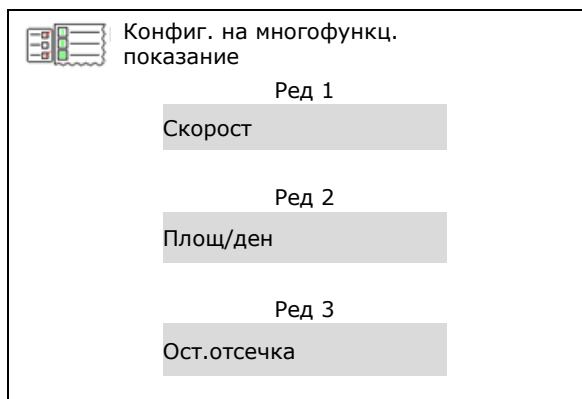 Конфиг. на многофункц.
показание
Ред 1
Скорост
Ред 2
Площ/ден
Ред 3
Ост.отсечка